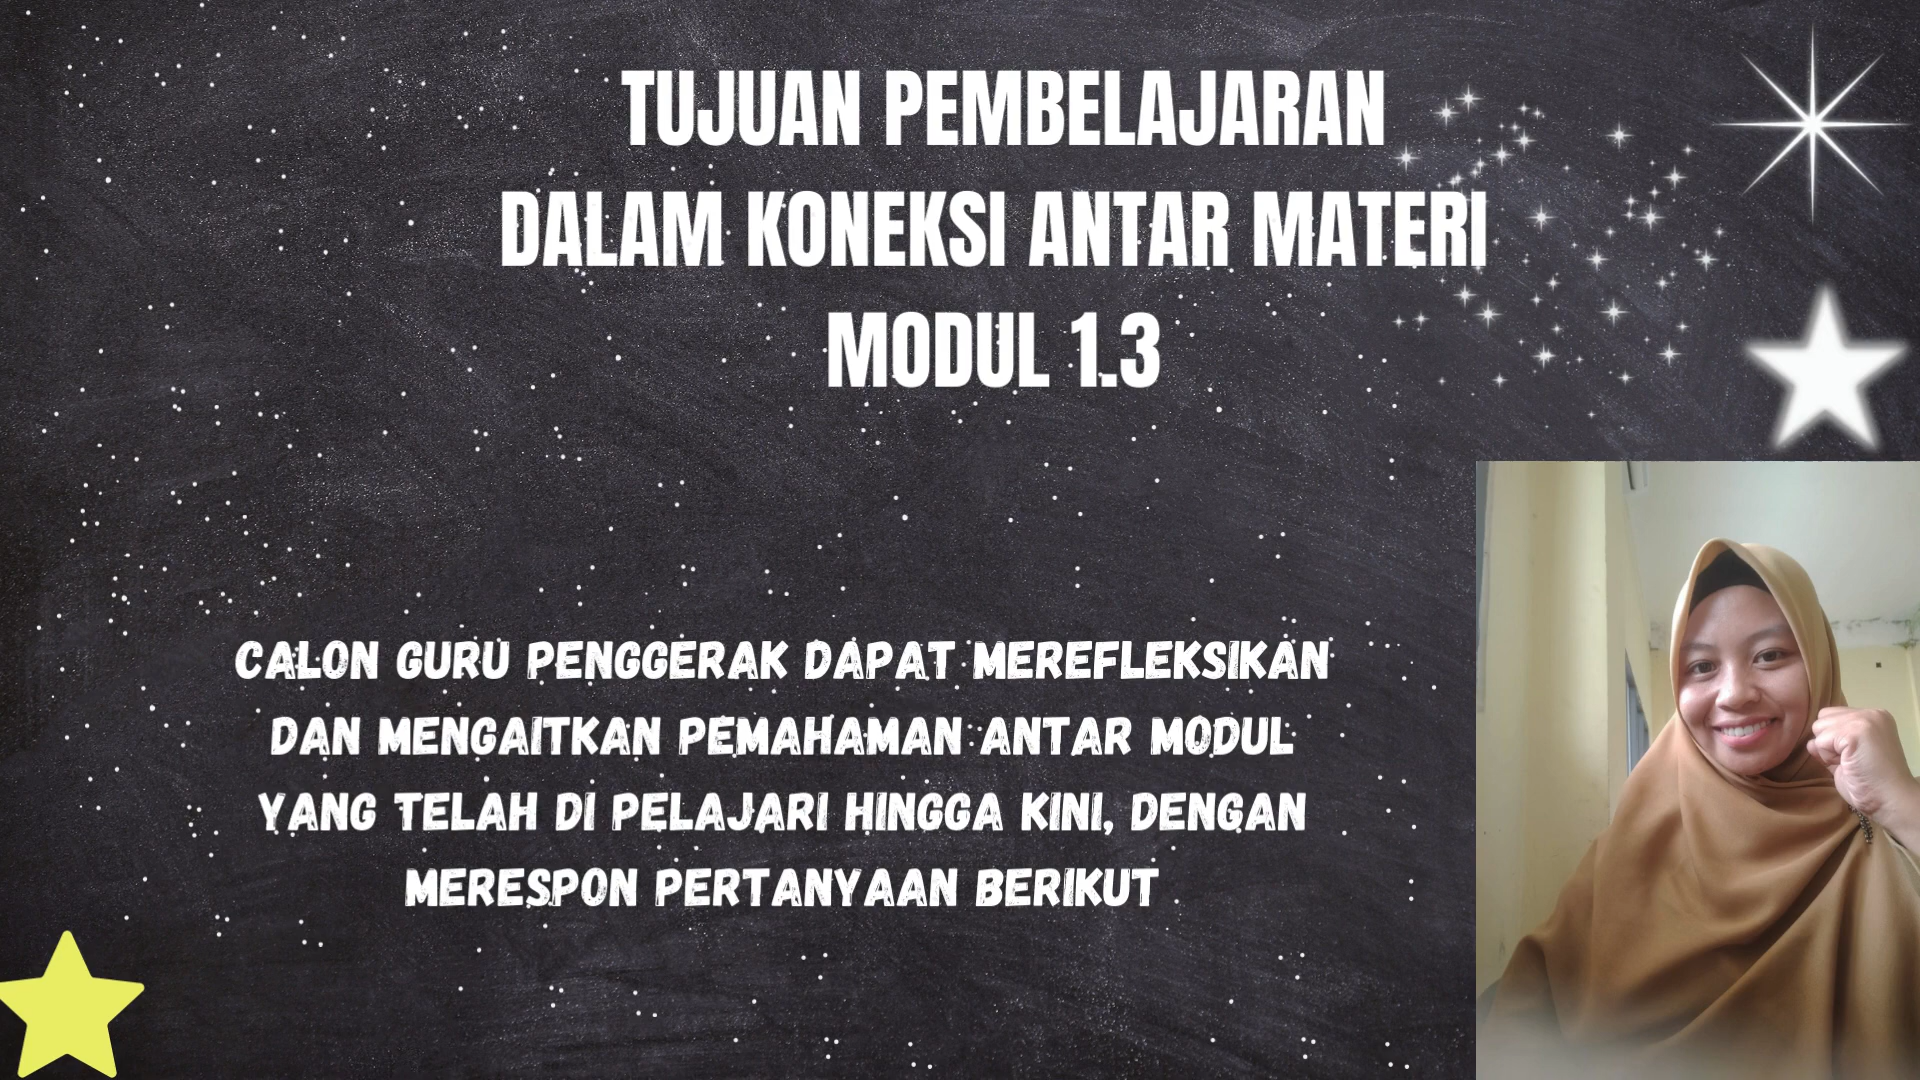 TUJUAN PEMBELAJARAN
DALAM KONEKSI ANTAR MATERI
MODUL 1.3
CALON GURU PENGGERAK DAPAT MEREFLEKSIKAN
DAN MENGAITKAN PEMAHAMAN ANTAR MODUL
YANG TELAH DI PELAJARI HINGGA KINI, DENGAN
MERESPON PERTANYAAN BERIKUT